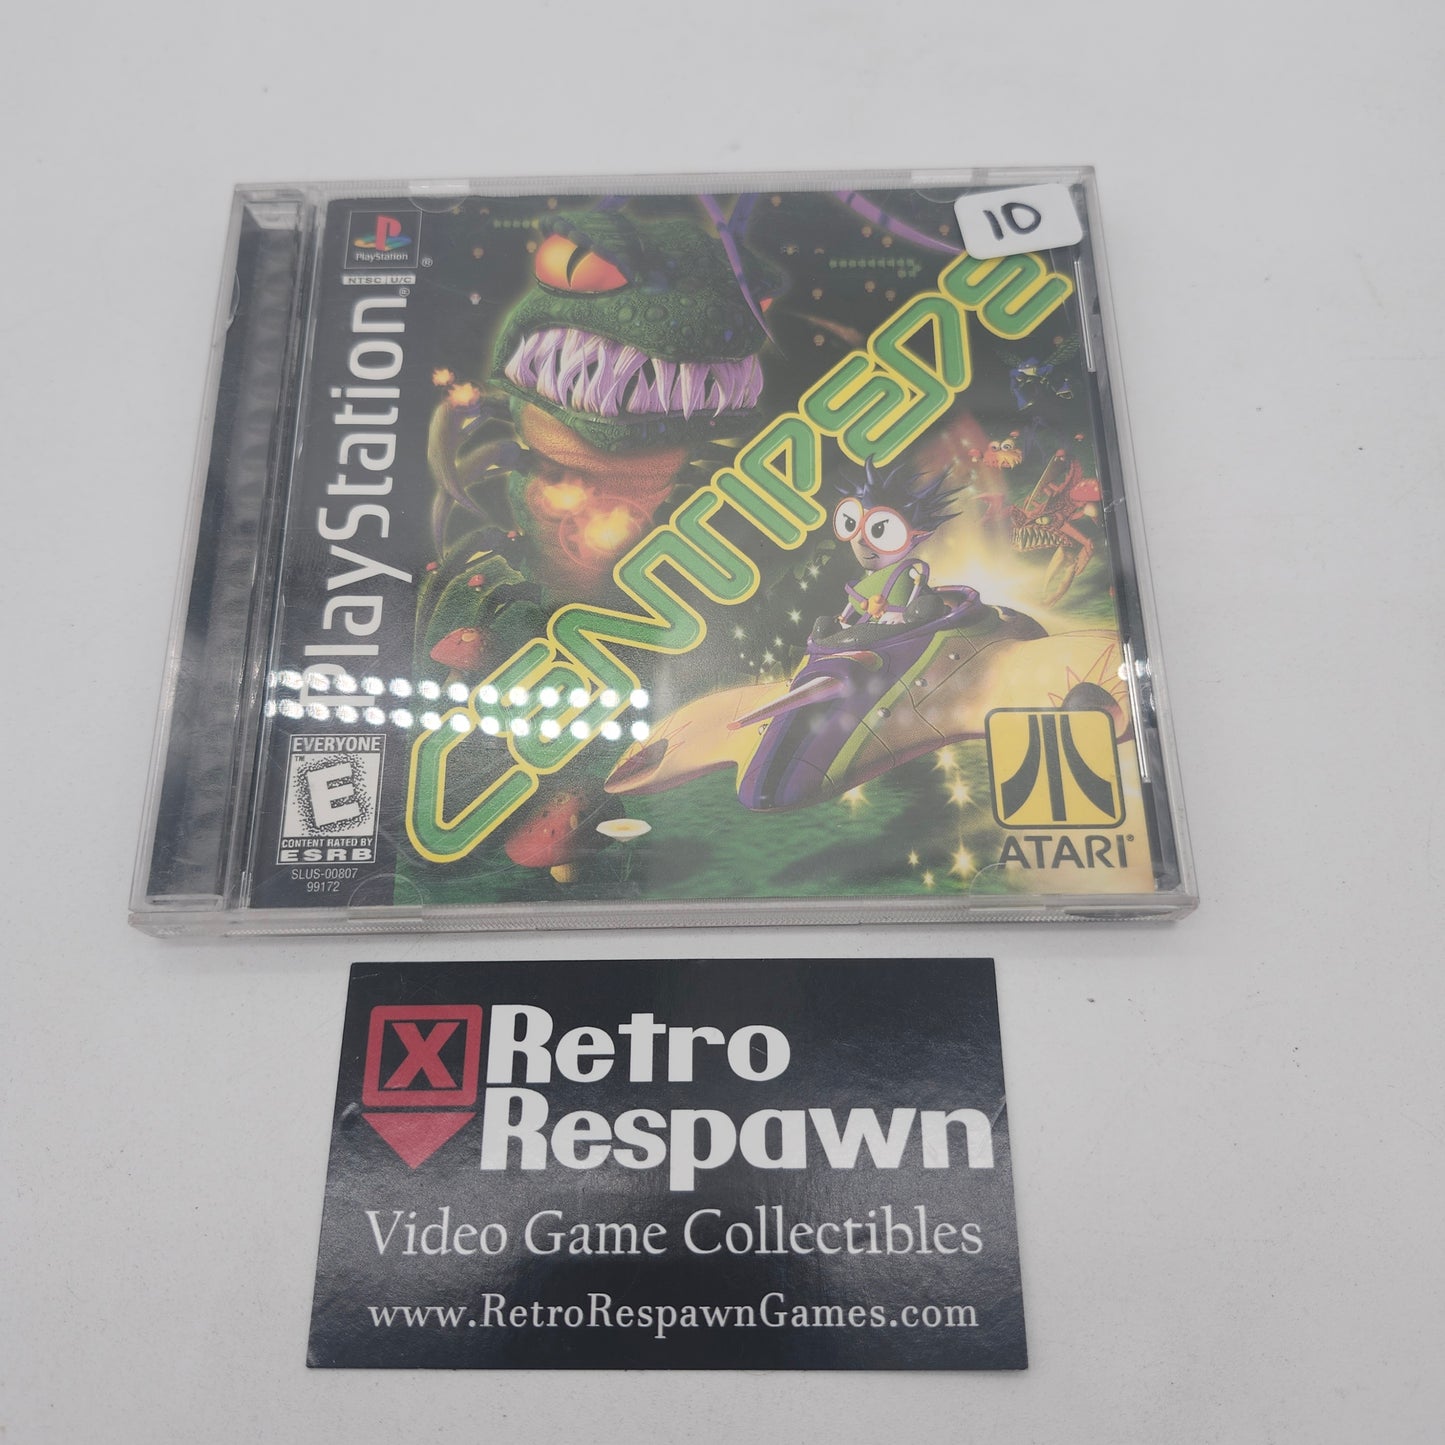 10
PlayStation
®
NTSC U/C
PlayStation®
CENTIPEDE
EVERYONE
™
E
CONTENT RATED BY
ESRB
SLUS-00807
99172
ATARI®
X Retro
Respawn
Video Game Collectibles
www.RetroRespawnGames.com